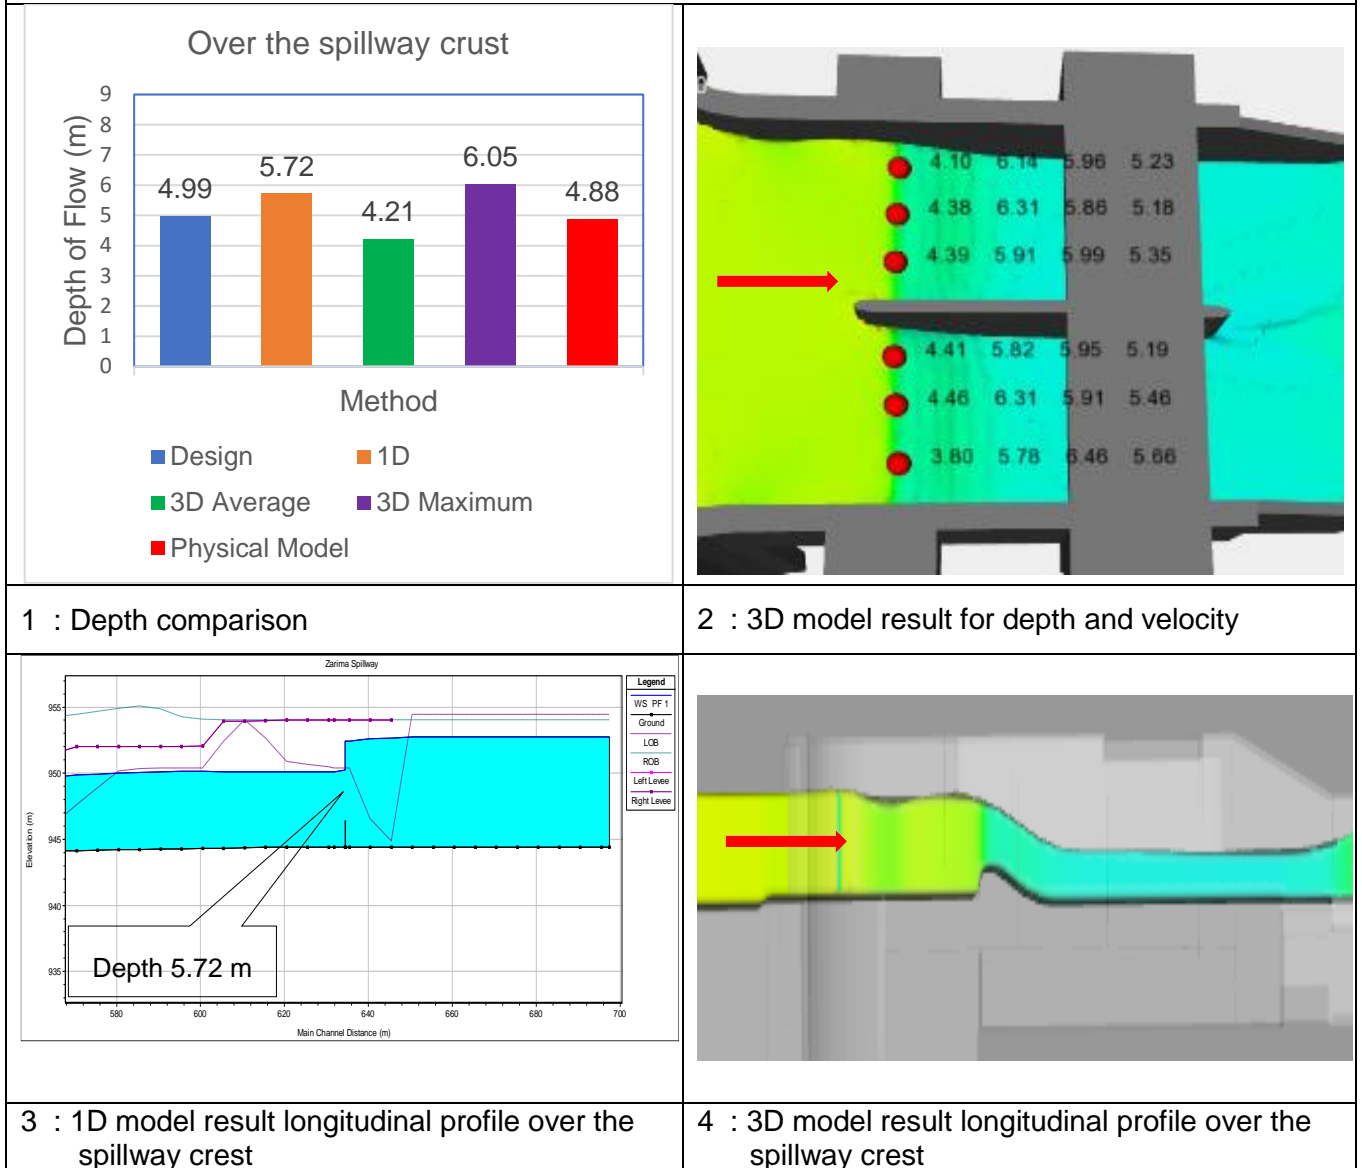 Over the spillway crust
Depth of Flow (m)
9
8
7
6
5
4
3
2
1
0
4.99
5.72
4.21
6.05
4.88
Method
Design
1D
3D Average
3D Maximum
Physical Model
4.10 6.14 5.96 5.23
4.38 6.31 5.86 5.18
4.39 5.91 5.99 5.35
4.41 5.82 5.95 5.19
4.46 6.31 5.91 5.46
3.80 5.78 6.46 5.66
1 : Depth comparison
2 : 3D model result for depth and velocity
Zarima Spillway
Elevation (m)
955
950
945
940
935
Depth 5.72 m
580 600 620 640 660 680 700
Main Channel Distance (m)
Legend
WS PF 1
Ground
LOB
ROB
Left Levee
Right Levee
3 : 1D model result longitudinal profile over the
spillway crest
4 : 3D model result longitudinal profile over the
spillway crest